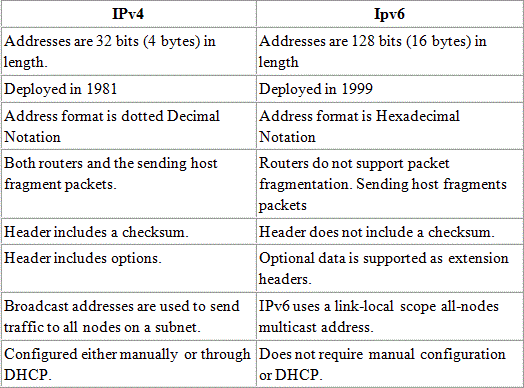 IPv4
Ipv6
Addresses are 32 bits (4 bytes) in
length.
Addresses are 128 bits (16 bytes) in
length
Deployed in 1981
Deployed in 1999
Address format is dotted Decimal
Notation
Address format is Hexadecimal
Notation
Both routers and the sending host
fragment packets.
Routers do not support packet
fragmentation. Sending host fragments
packets
Header includes a checksum.
Header does not include a checksum.
Header includes options.
Optional data is supported as extension
headers.
Broadcast addresses are used to send
traffic to all nodes on a subnet.
IPv6 uses a link-local scope all-nodes
multicast address.
Configured either manually or through
DHCP.
Does not require manual configuration
or DHCP.